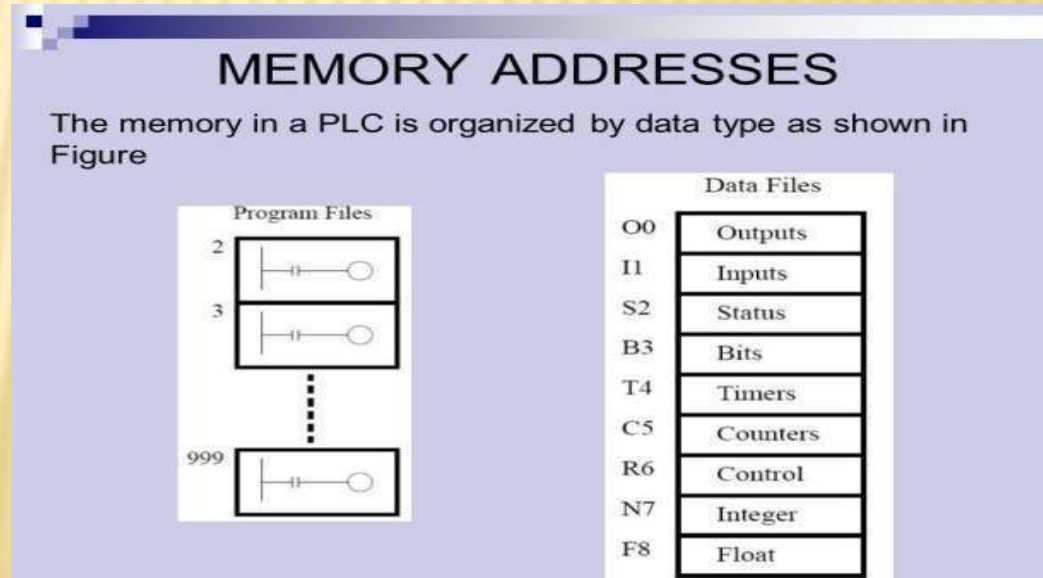 MEMORY ADDRESSES
The memory in a PLC is organized by data type as shown in
Figure
Program Files
2
3
999
Data Files
O0 Outputs
I1 Inputs
S2 Status
B3 Bits
T4 Timers
C5 Counters
R6 Control
N7 Integer
F8 Float